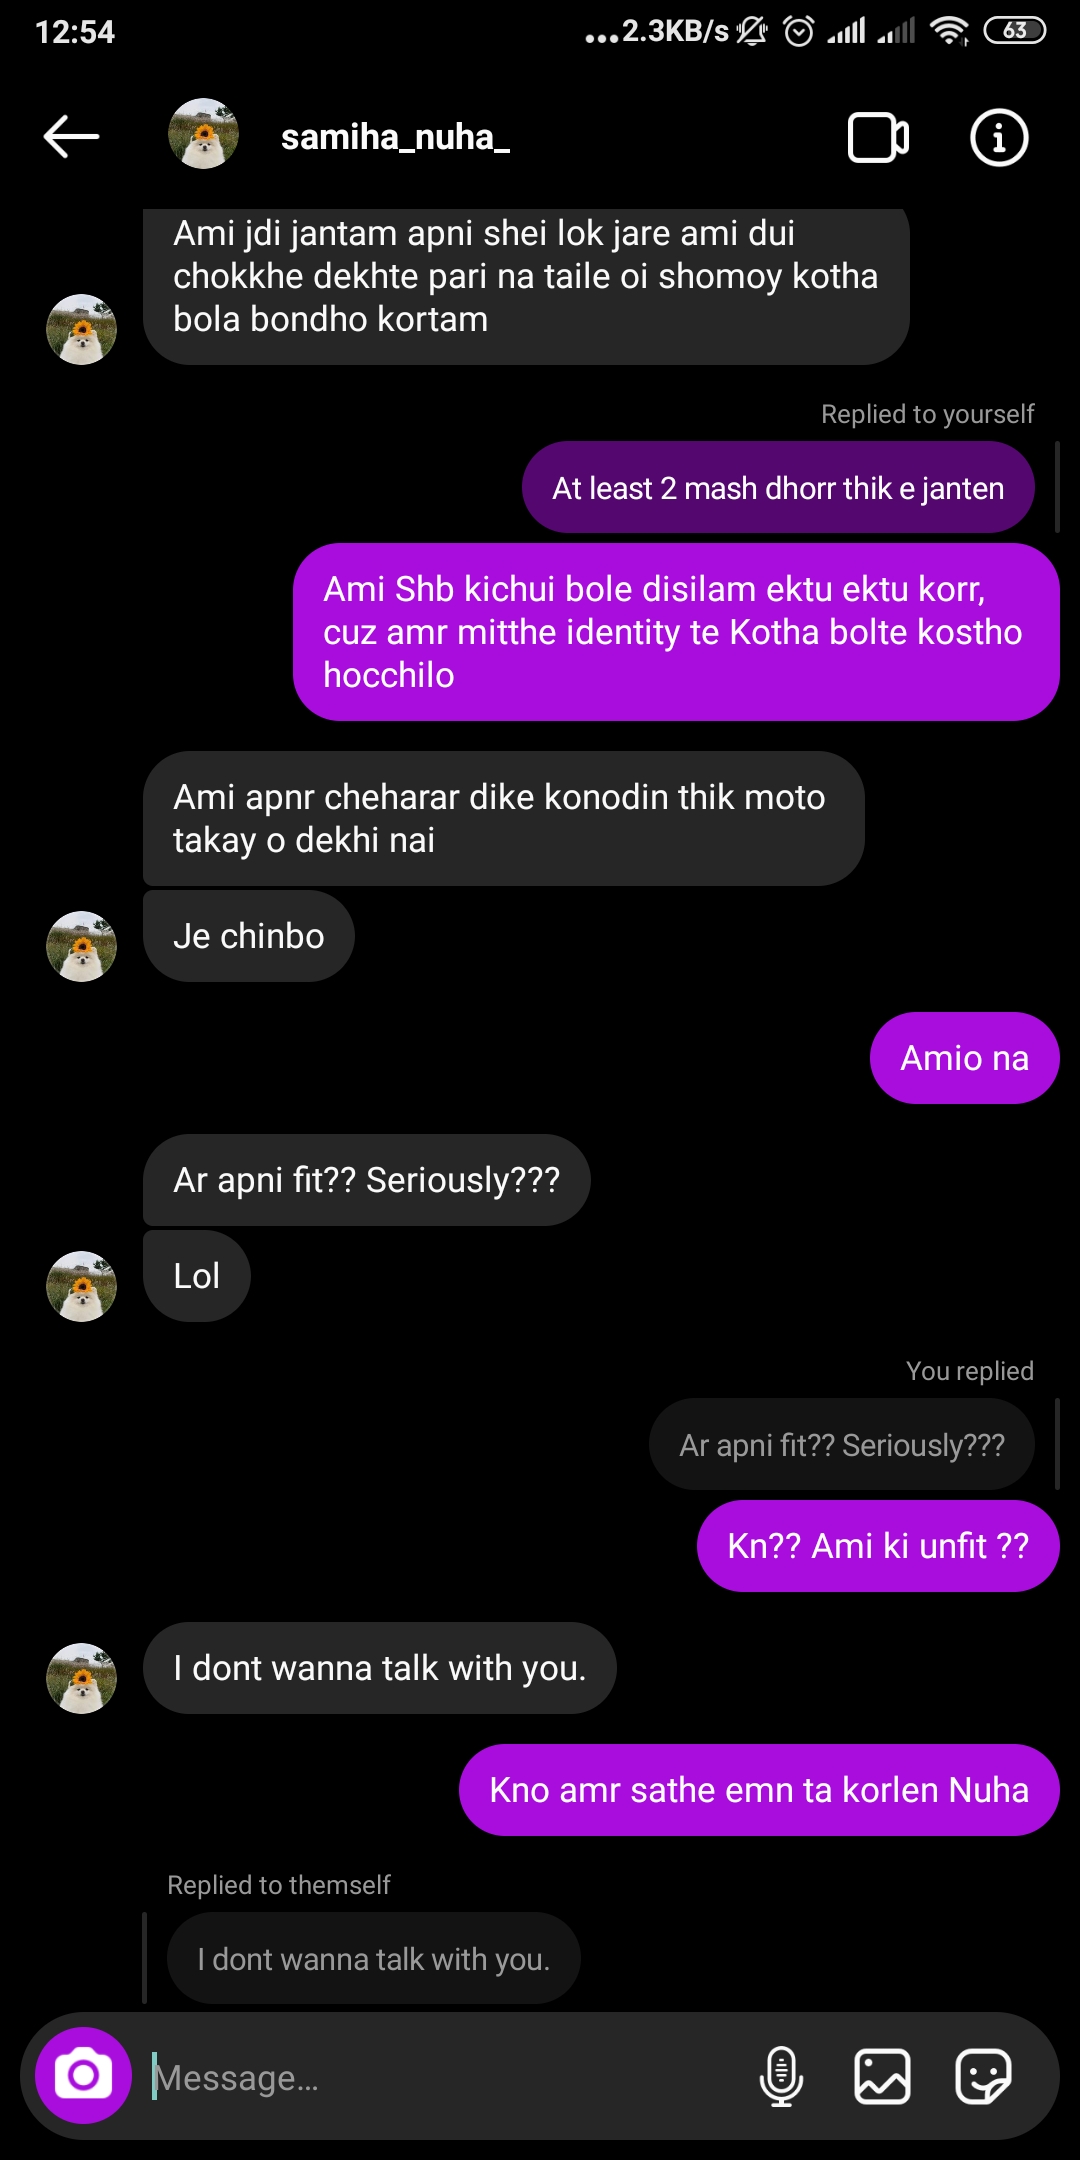 12:54
...2.3KB/s
63
samiha_nuha_
Ami jdi jantam apni shei lok jare ami dui
chokkhe dekhte pari na taile oi shomoy kotha
bola bondho kortam
Replied to yourself
At least 2 mash dhorr thik e janten
Ami Shb kichui bole disilam ektu ektu korr,
cuz amr mitthe identity te Kotha bolte kostho
hocchilo
Ami apnr cheharar dike konodin thik moto
takay o dekhi nai
Je chinbo
Amio na
Ar apni fit?? Seriously???
Lol
You replied
Ar apni fit?? Seriously???
Kn?? Ami ki unfit ??
I dont wanna talk with you.
Kno amr sathe emn ta korlen Nuha
Replied to themself
I dont wanna talk with you.
Message...